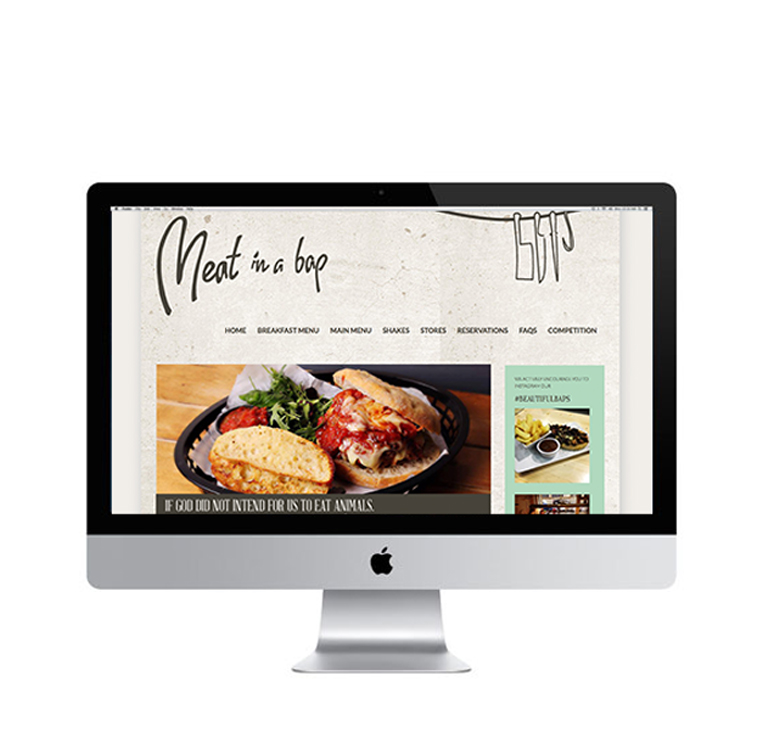 Meat in a bap
HOME BREAKFAST MENU MAIN MENU SHAKES STORES RESERVATIONS FAQS COMPETITION
WE ACTUALLY ENCOURAGE YOU TO
INSTAGRAM OUR
#BEAUTIFULBAPS
IF GOD DID NOT INTEND FOR US TO EAT ANIMALS,